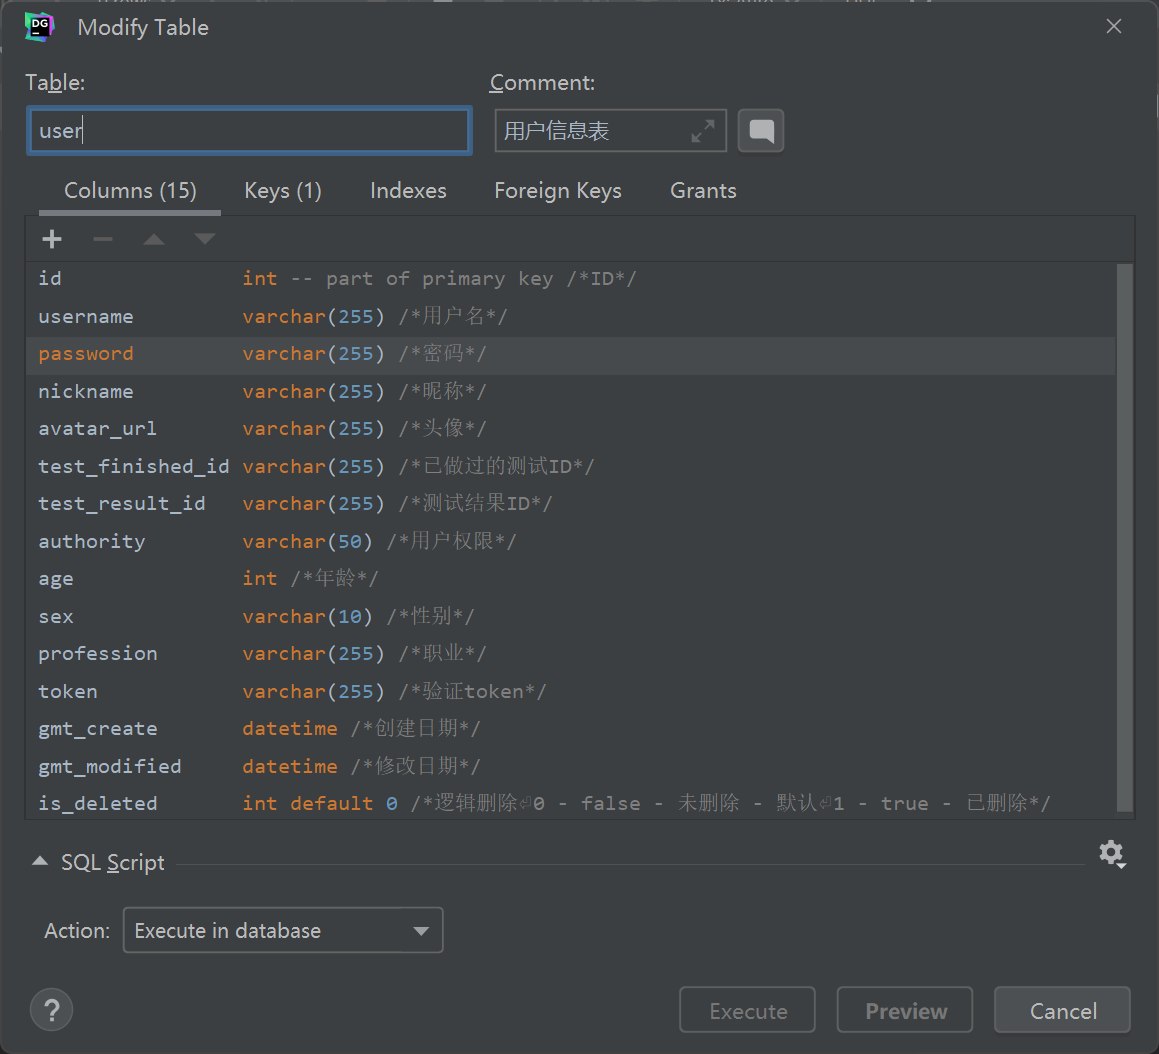 DG
Modify Table
Table: Comment:
user 用户信息表
Columns (15) Keys (1) Indexes Foreign Keys Grants
id int -- part of primary key /*ID*/
username varchar(255) /*用户名*/
password varchar(255) /*密码*/
nickname varchar(255) /*昵称*/
avatar_url varchar(255) /*头像*/
test_finished_id varchar(255) /*已做过的测试ID*/
test_result_id varchar(255) /*测试结果ID*/
authority varchar(50) /*用户权限*/
age int /*年龄*/
sex varchar(10) /*性别*/
profession varchar(255) /*职业*/
token varchar(255) /*验证token*/
gmt_create datetime /*创建日期*/
gmt_modified datetime /*修改日期*/
is_deleted int default 0 /*逻辑删除⏎0 - false - 未删除 - 默认⏎1 - true - 已删除*/
SQL Script
Action: Execute in database
? Execute Preview Cancel